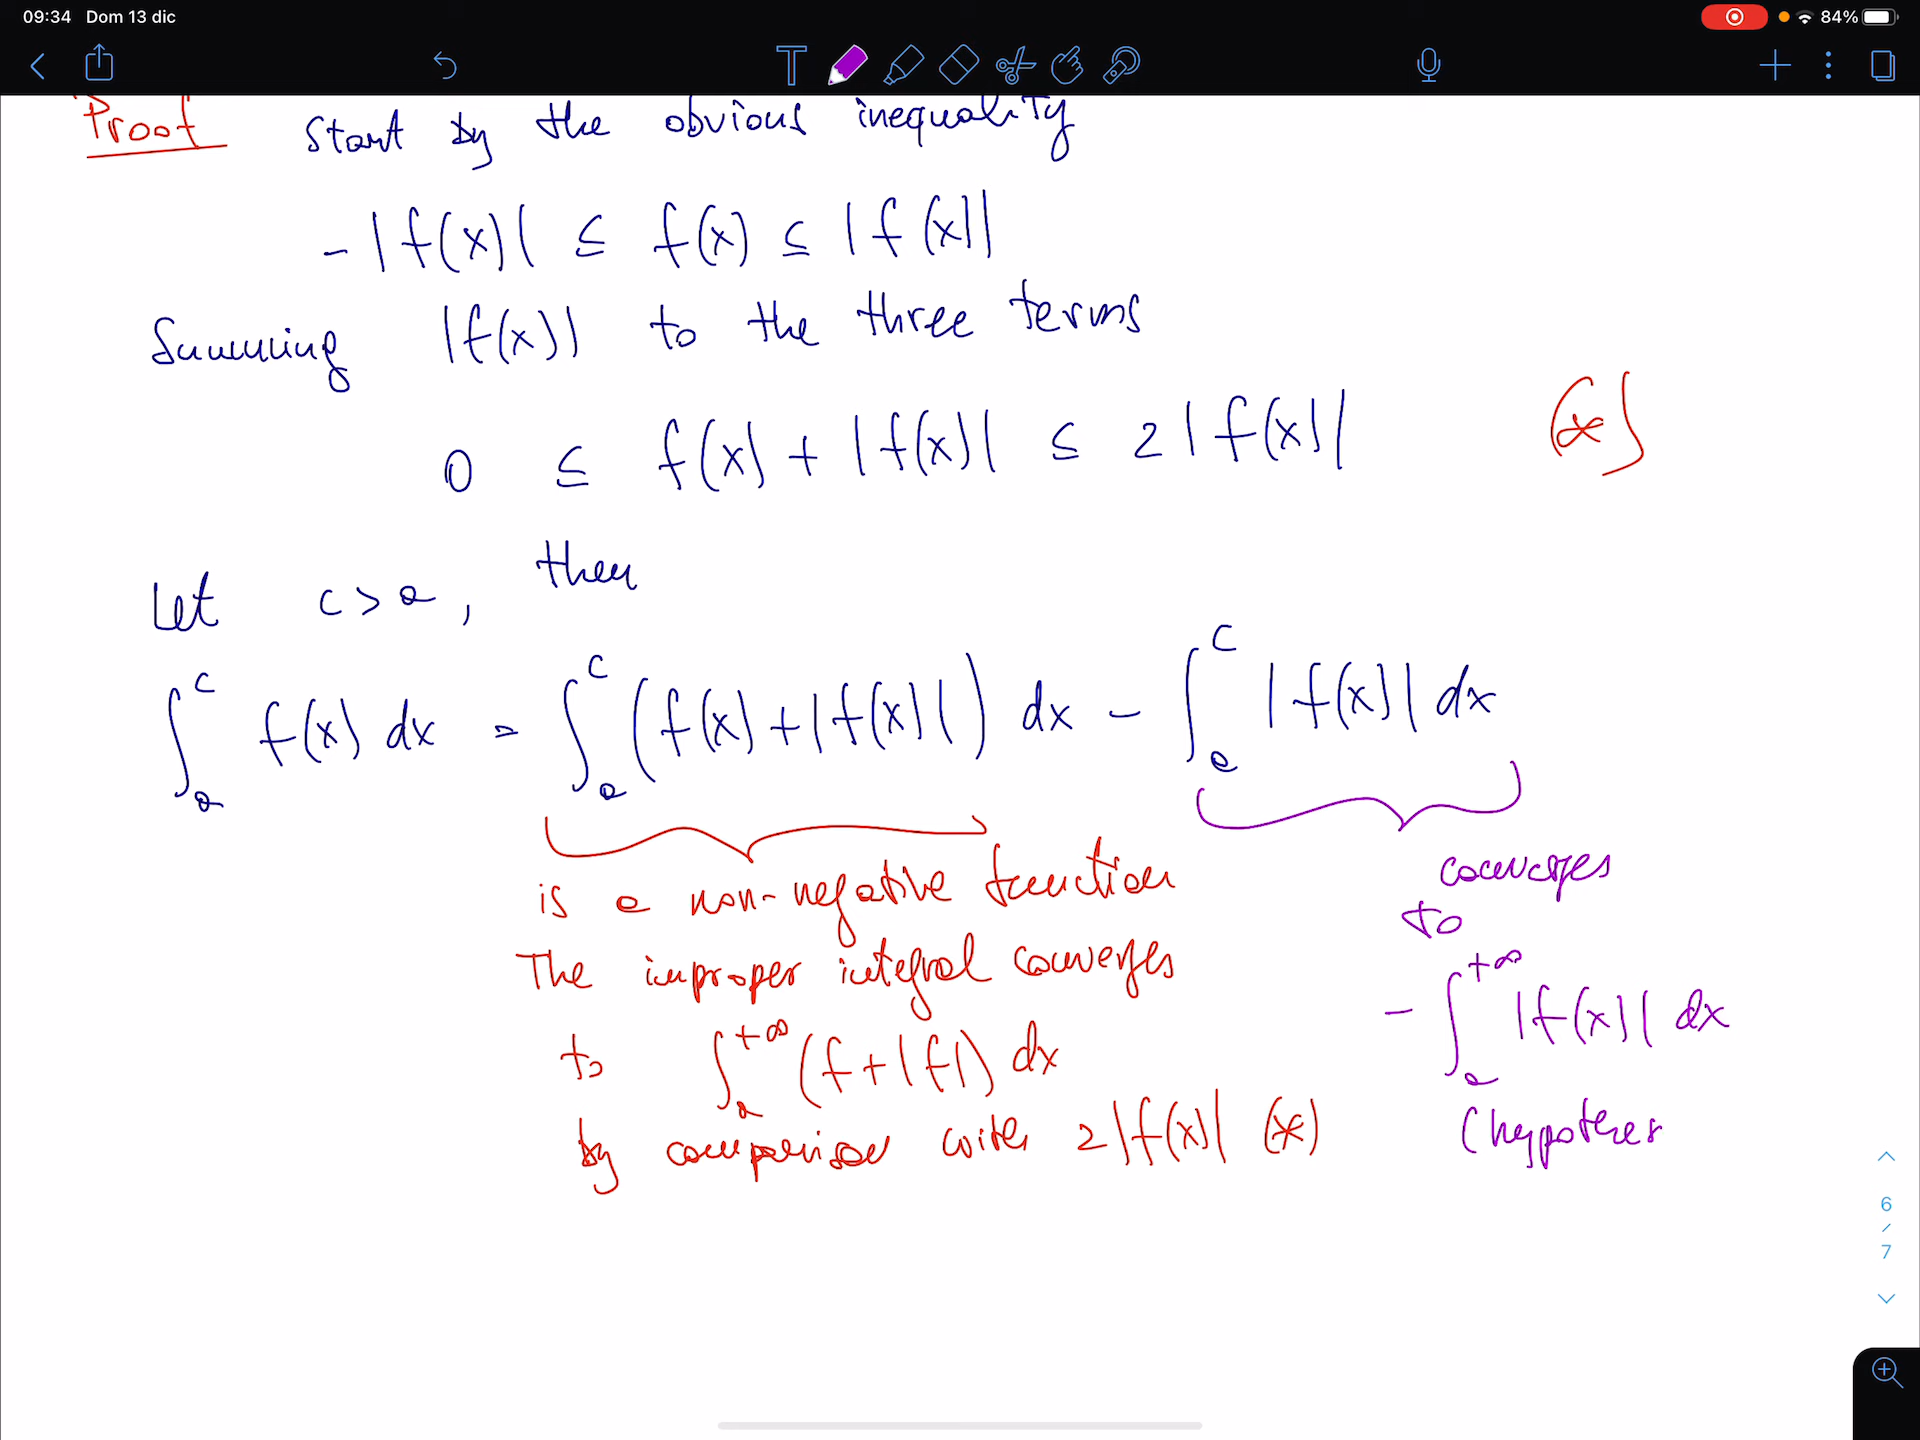 09:34 Dom 13 dic 84%
Proof Start by the obvious inequality
-|f(x)| ≤ f(x) ≤ |f(x)|
Summing |f(x)| to the three terms
0 ≤ f(x) + |f(x)| ≤ 2|f(x)| (*)
Let c > a, then
∫_a^c f(x) dx = ∫_a^c (f(x) + |f(x)|) dx - ∫_a^c |f(x)| dx
is a non-negative function
The improper integral converges
to ∫_a^{+∞} (f + |f|) dx
by comparison with 2|f(x)| (*)
converges
to
- ∫_a^{+∞} |f(x)| dx
(hypotheses
6
/
7